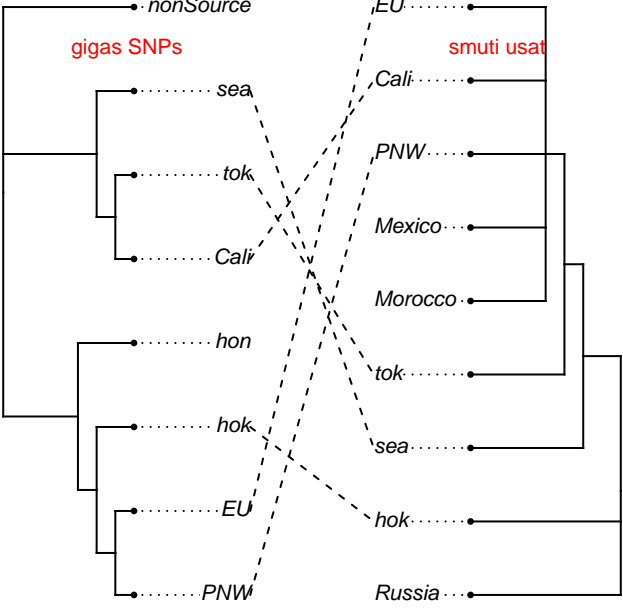 nonSource
EU
gigas SNPs
smuti usat
sea
Cali
tok
PNW
Cali
Mexico
Morocco
hon
tok
hok
sea
EU
hok
PNW
Russia